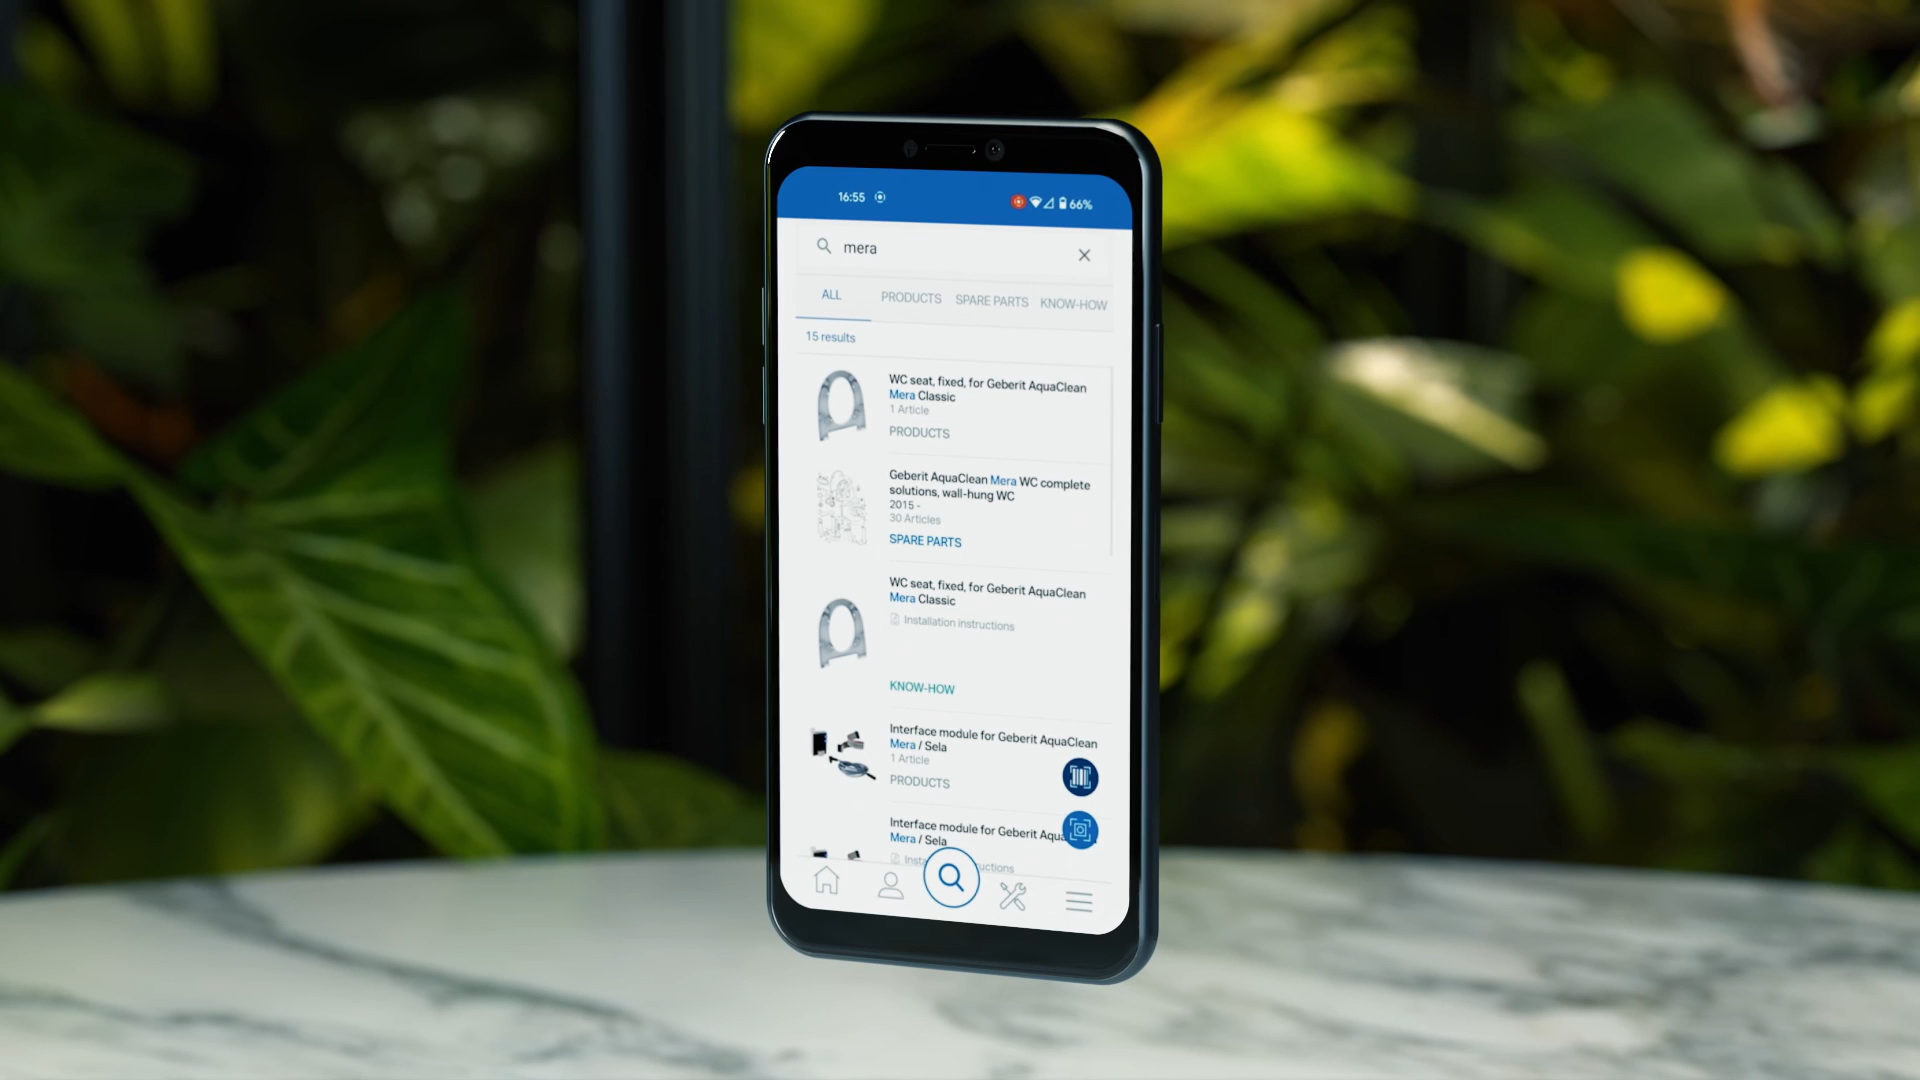 16:55
66%
mera
ALL PRODUCTS SPARE PARTS KNOW-HOW
15 results
WC seat, fixed, for Geberit AquaClean
Mera Classic
1 Article
PRODUCTS
Geberit AquaClean Mera WC complete
solutions, wall-hung WC
2015 -
30 Articles
SPARE PARTS
WC seat, fixed, for Geberit AquaClean
Mera Classic
Installation instructions
KNOW-HOW
Interface module for Geberit AquaClean
Mera / Sela
1 Article
PRODUCTS
Interface module for Geberit Aqua
Mera / Sela